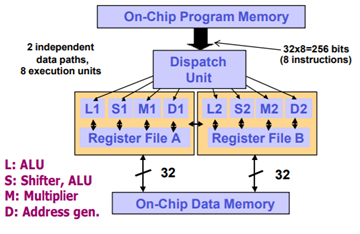 On-Chip Program Memory
2 independent
data paths,
8 execution units
32x8=256 bits
(8 instructions)
Dispatch
Unit
L1 S1 M1 D1 L2 S2 M2 D2
Register File A Register File B
L: ALU
S: Shifter, ALU
M: Multiplier
D: Address gen.
32 32
On-Chip Data Memory